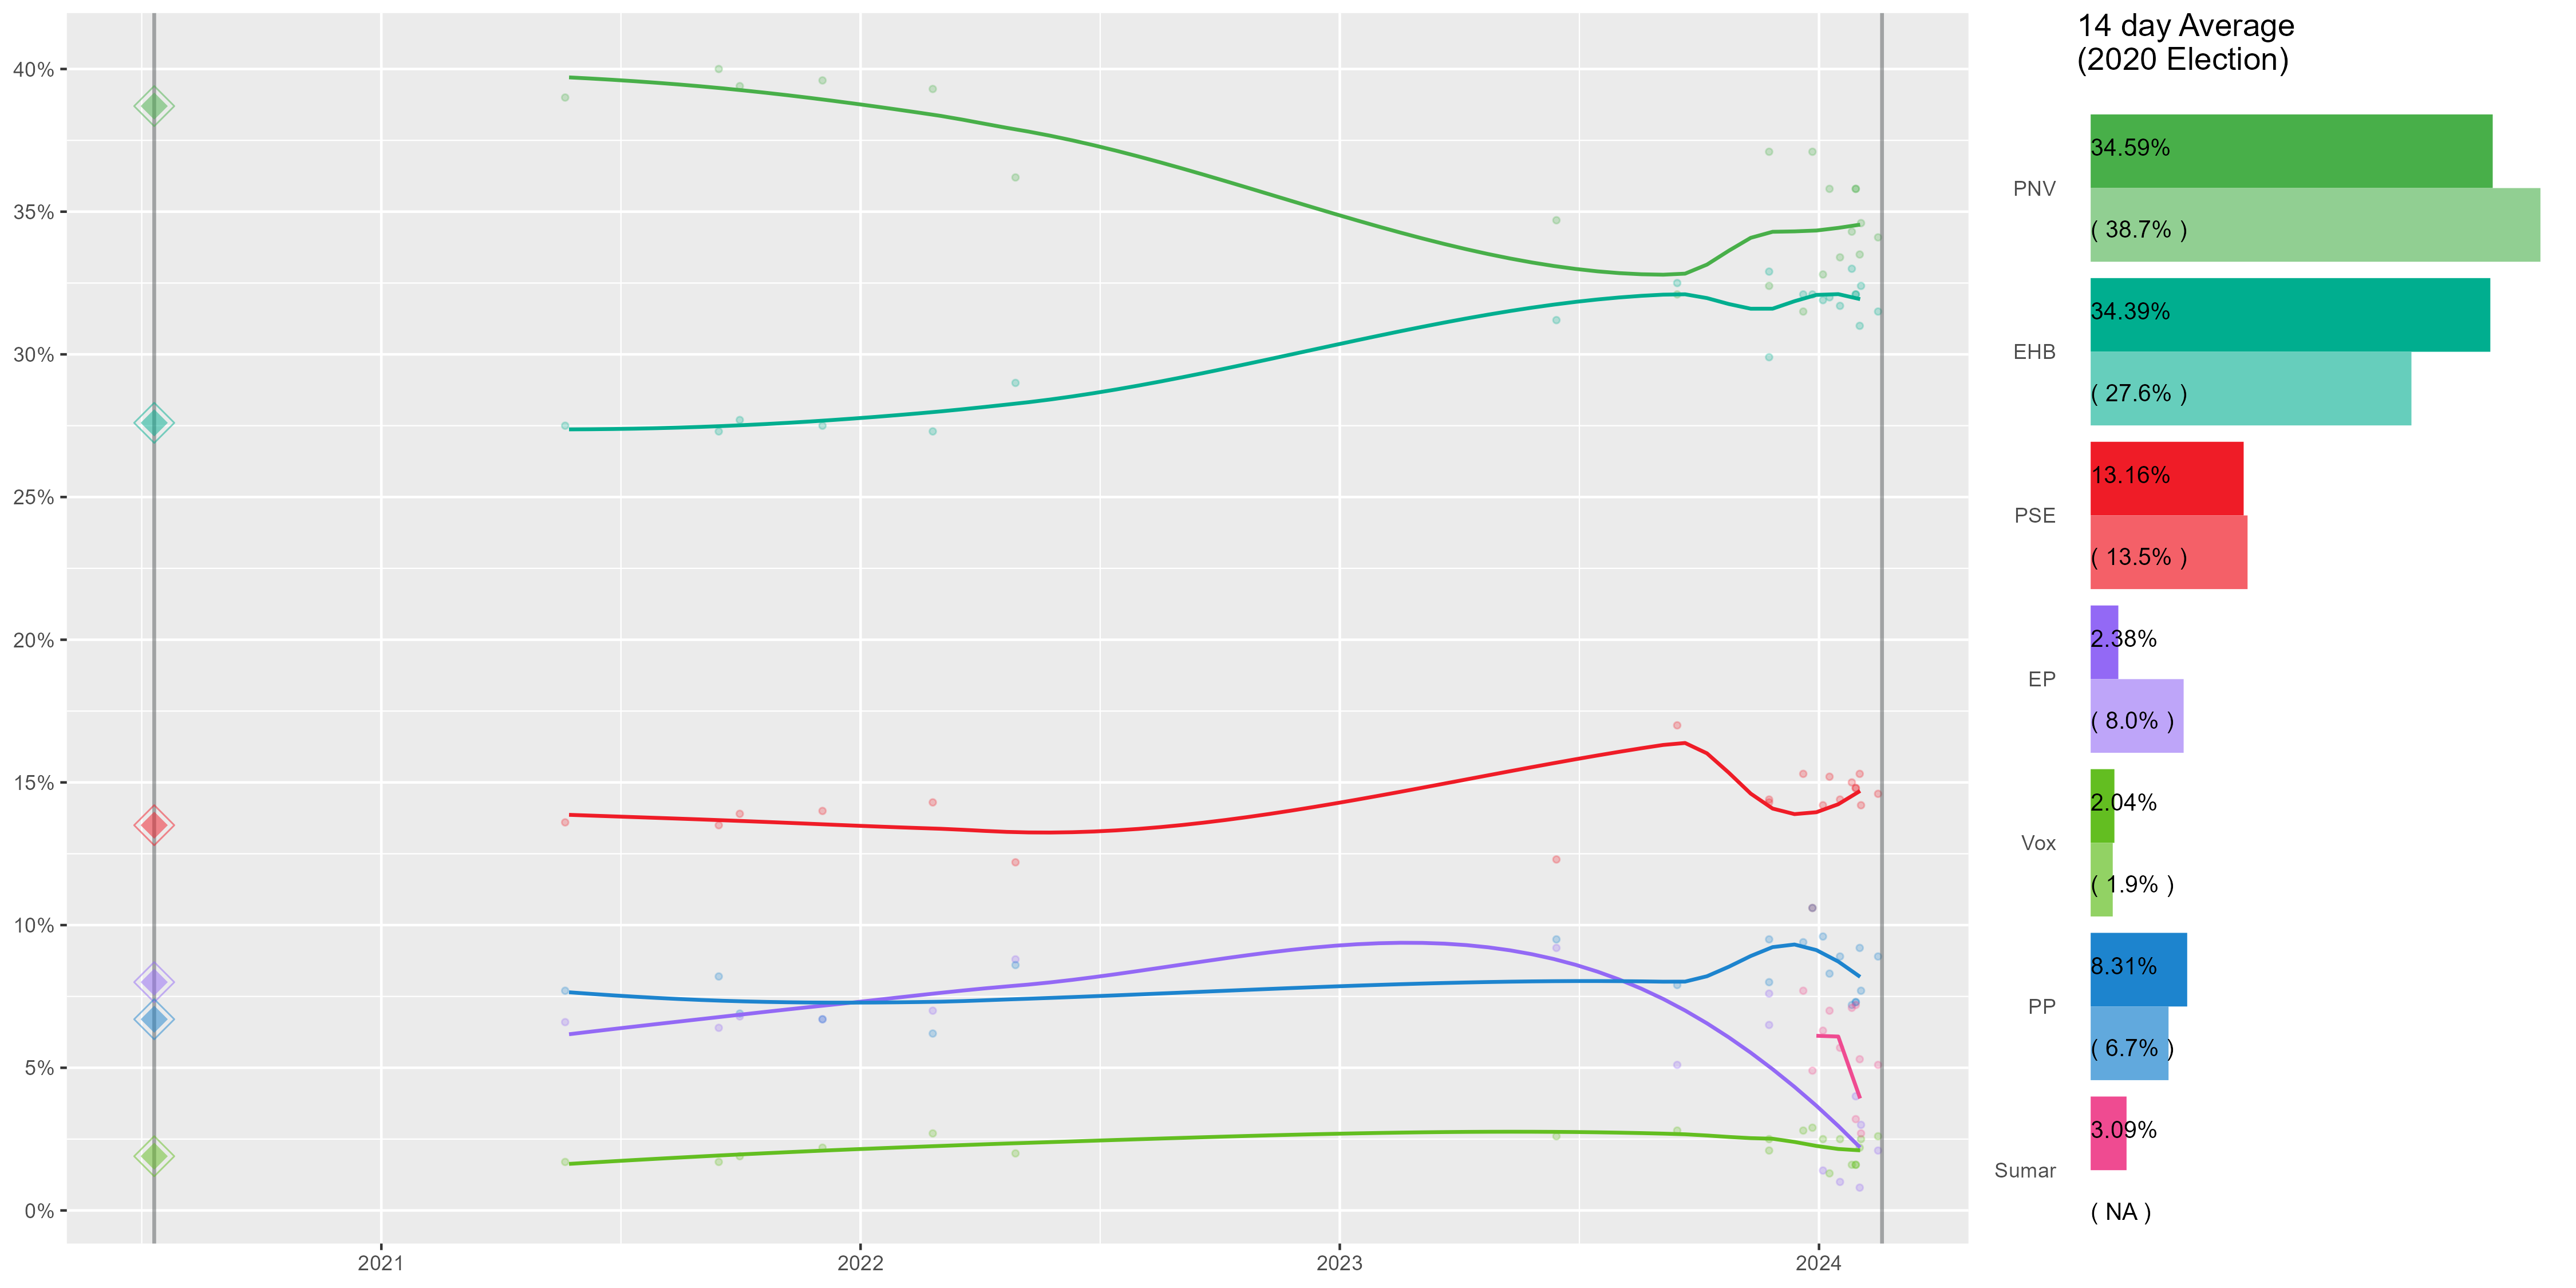 14 day Average
(2020 Election)
40%
35%
30%
25%
20%
15%
10%
5%
0%
2021
2022
2023
2024
PNV
34.59%
( 38.7% )
EHB
34.39%
( 27.6% )
PSE
13.16%
( 13.5% )
EP
2.38%
( 8.0% )
Vox
2.04%
( 1.9% )
PP
8.31%
( 6.7% )
Sumar
3.09%
( NA )